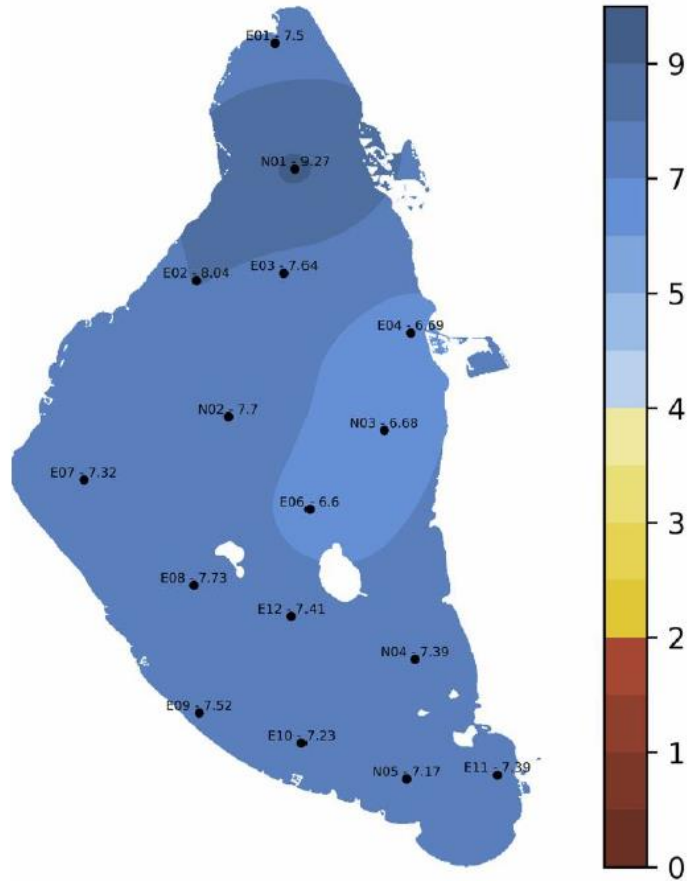 E01 - 7.5
N01 - 9.27
E03 - 7.64
E02 - 8.04
E04 - 6.69
N02 - 7.7
N03 - 6.68
E07 - 7.32
E06 - 6.6
E08 - 7.73
E12 - 7.41
N04 - 7.39
E09 - 7.52
E10 - 7.23
N05 - 7.17
E11 - 7.39
9
7
5
4
3
2
1
0